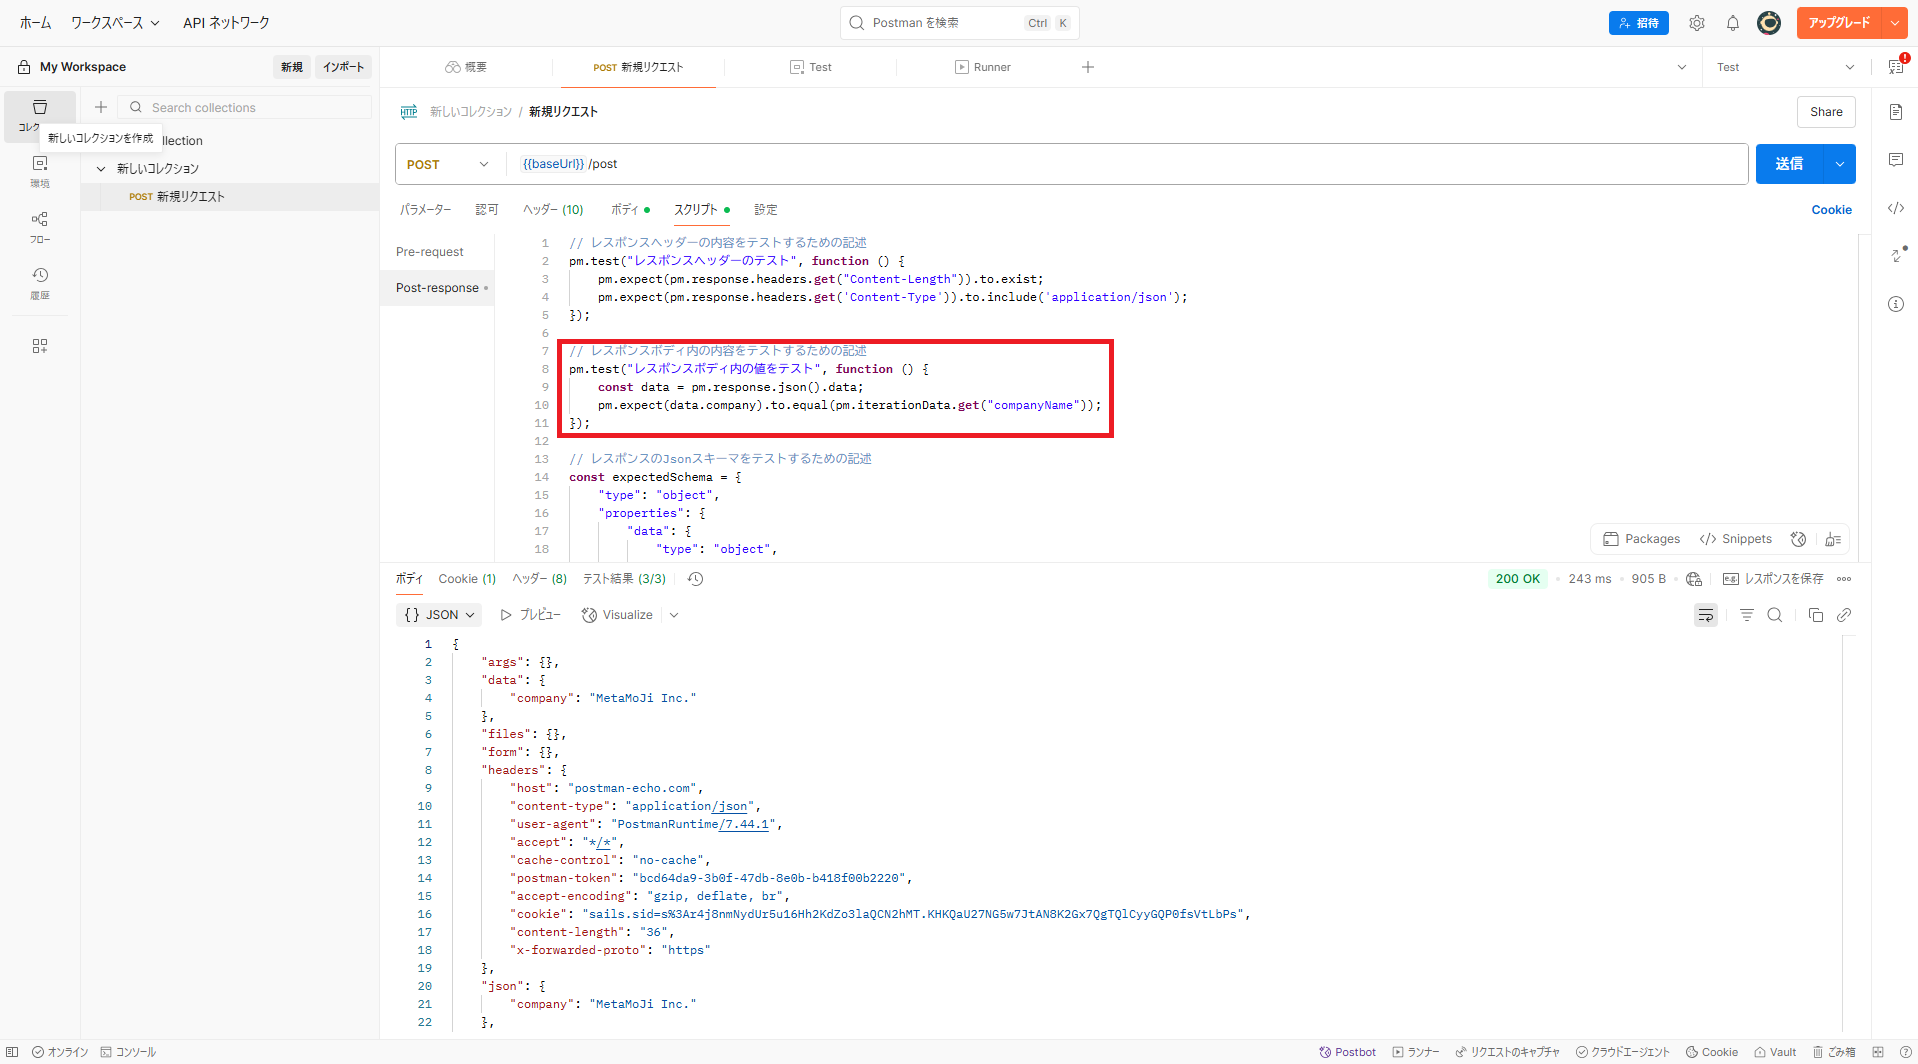 ホーム ワークスペース API ネットワーク Postman を検索 Ctrl K 招待 アップグレード
My Workspace 新規 インポート 概要 POST 新規リクエスト Test Runner Test
Search collections
コレク
新しいコレクションを作成 llection
新しいコレクション
POST 新規リクエスト
環境
フロー
履歴
新しいコレクション / 新規リクエスト Share
POST {{baseUrl}} /post 送信
パラメーター 認可 ヘッダー (10) ボディ スクリプト 設定 Cookie
Pre-request
Post-response
1 // レスポンスヘッダーの内容をテストするための記述
2 pm.test("レスポンスヘッダーのテスト", function () {
3 pm.expect(pm.response.headers.get("Content-Length")).to.exist;
4 pm.expect(pm.response.headers.get('Content-Type')).to.include('application/json');
5 });
6
7 // レスポンスボディ内の内容をテストするための記述
8 pm.test("レスポンスボディ内の値をテスト", function () {
9 const data = pm.response.json().data;
10 pm.expect(data.company).to.equal(pm.iterationData.get("companyName"));
11 });
12
13 // レスポンスのJsonスキーマをテストするための記述
14 const expectedSchema = {
15 "type": "object",
16 "properties": {
17 "data": {
18 "type": "object",
Packages Snippets
ボディ Cookie (1) ヘッダー (8) テスト結果 (3/3) 200 OK 243 ms 905 B e.g. レスポンスを保存
{} JSON プレビュー Visualize
1 {
2 "args": {},
3 "data": {
4 "company": "MetaMoJi Inc."
5 },
6 "files": {},
7 "form": {},
8 "headers": {
9 "host": "postman-echo.com",
10 "content-type": "application/json",
11 "user-agent": "PostmanRuntime/7.44.1",
12 "accept": "*/*",
13 "cache-control": "no-cache",
14 "postman-token": "bcd64da9-3b0f-47db-8e0b-b418f00b2220",
15 "accept-encoding": "gzip, deflate, br",
16 "cookie": "sails.sid=s%3Ar4j8nmNydUr5u16Hh2KdZo3laQCN2hMT.KHKQaU27NG5w7JtAN8K2Gx7QgTQlCyyGQP0fsVtLbPs",
17 "content-length": "36",
18 "x-forwarded-proto": "https"
19 },
20 "json": {
21 "company": "MetaMoJi Inc."
22 },
オンライン コンソール Postbot ランナー リクエストのキャプチャ クラウドエージェント Cookie Vault ごみ箱